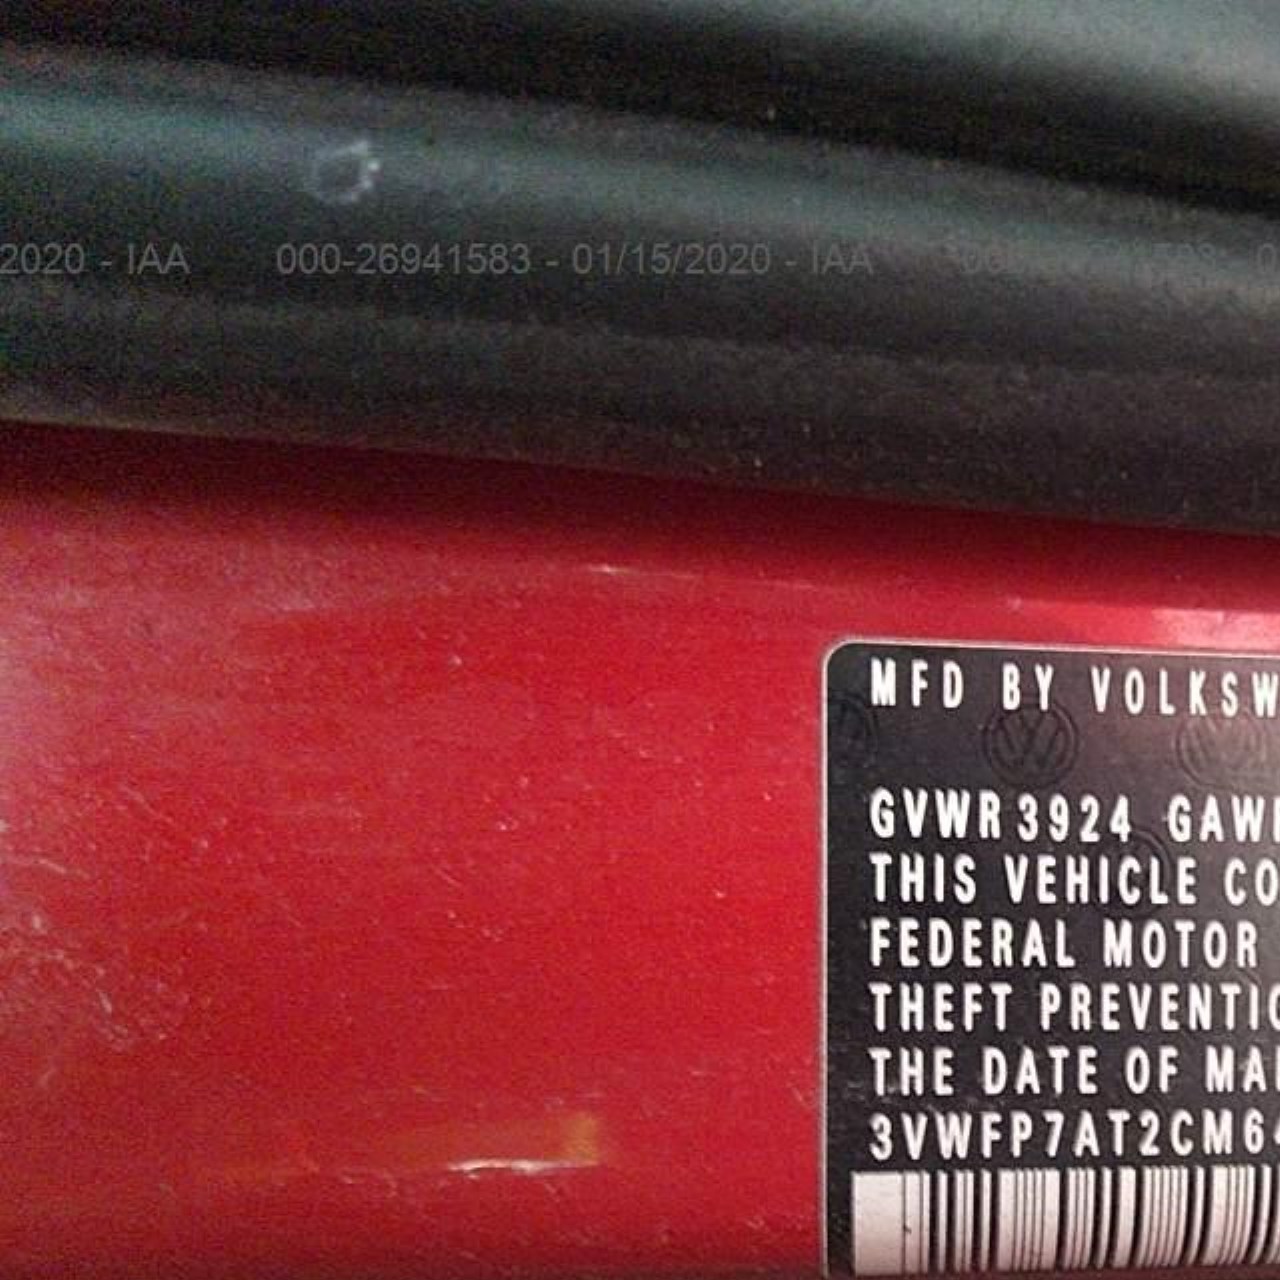 2020 - IAA 000-26941583 - 01/15/2020 - IAA
MFD BY VOLKSW
GVWR 3924 GAW
THIS VEHICLE CO
FEDERAL MOTOR
THEFT PREVENTIO
THE DATE OF MA
3VWFP7AT2CM6